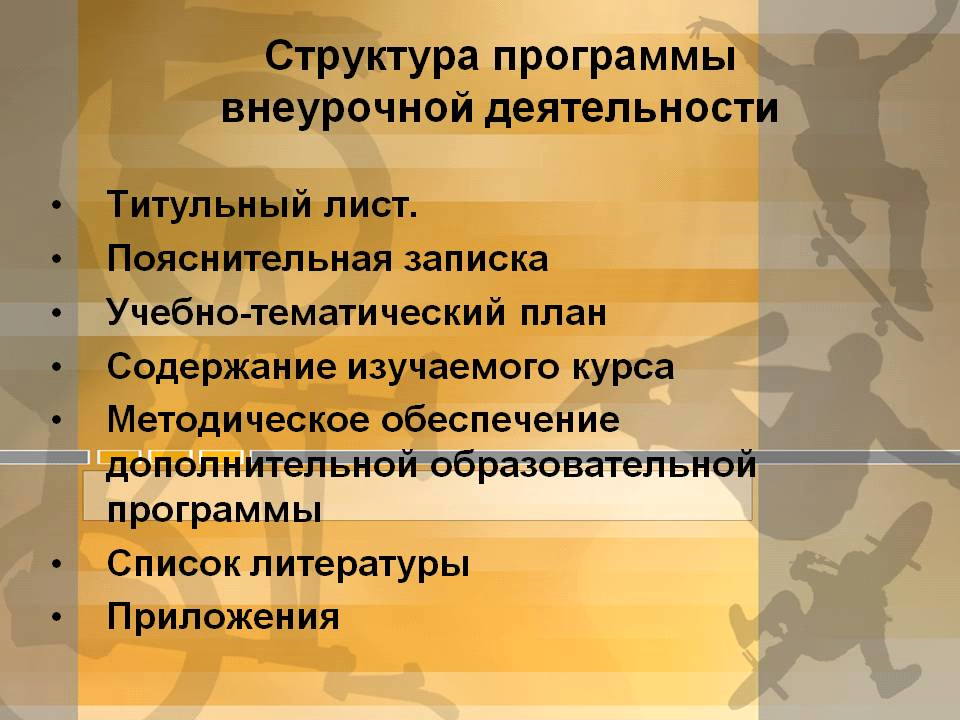 Структура программы
внеурочной деятельности
• Титульный лист.
• Пояснительная записка
• Учебно-тематический план
• Содержание изучаемого курса
• Методическое обеспечение
дополнительной образовательной
программы
• Список литературы
• Приложения